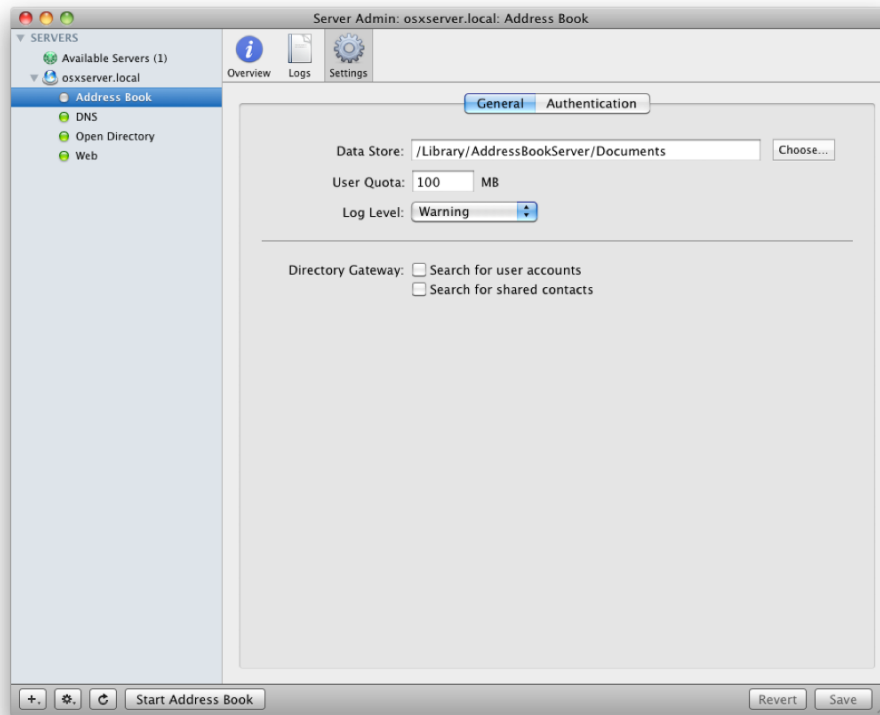 Server Admin: osxserver.local: Address Book
SERVERS
Available Servers (1)
osxserver.local
Address Book
DNS
Open Directory
Web
Overview
Logs
Settings
General
Authentication
Data Store: /Library/AddressBookServer/Documents Choose...
User Quota: 100 MB
Log Level: Warning
Directory Gateway: Search for user accounts
Search for shared contacts
Start Address Book
Revert
Save